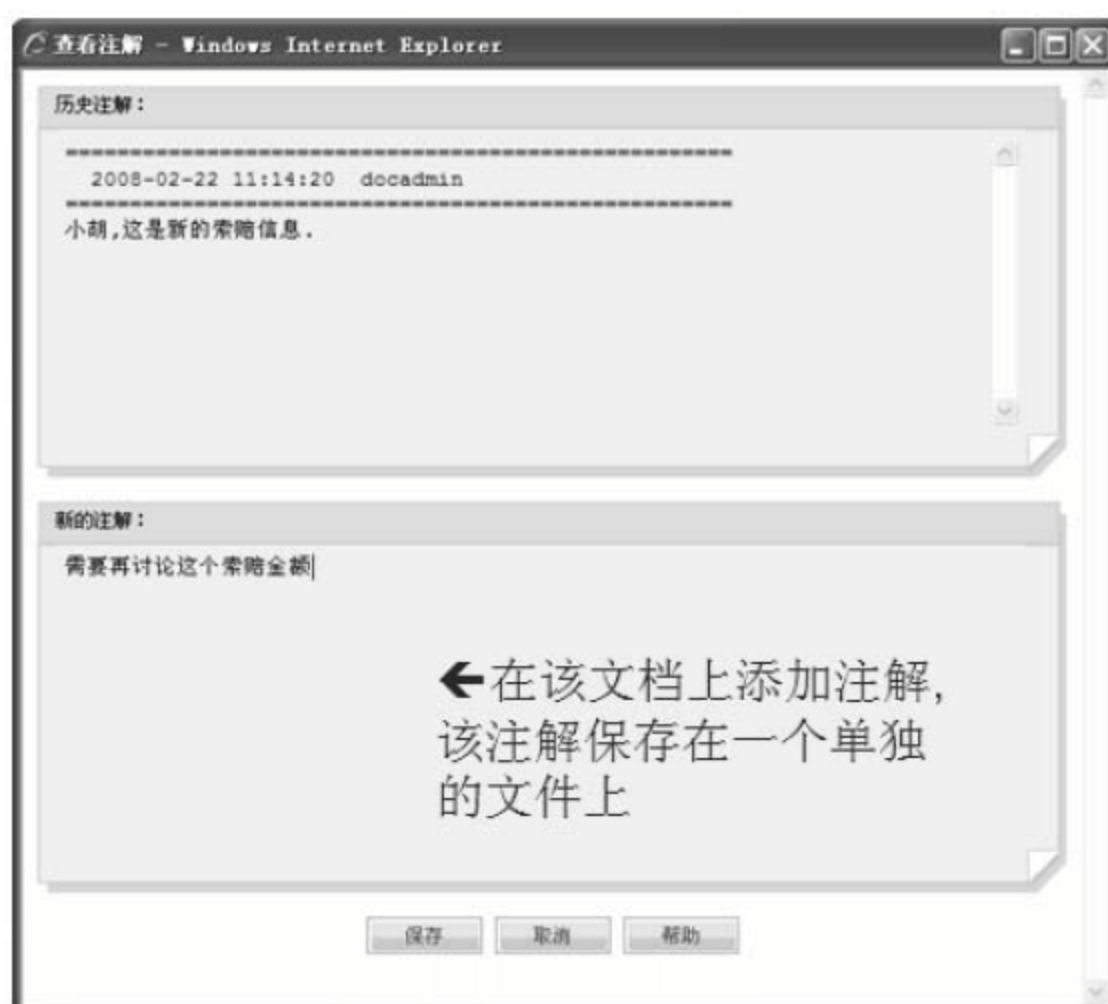 查看注解 - Windows Internet Explorer
历史注解：
====================================================
2008-02-22 11:14:20  docadmin
====================================================
小胡,这是新的索赔信息.
新的注解：
需要再讨论这个索赔金额
←在该文档上添加注解,
该注解保存在一个单独
的文件上
保存 取消 帮助